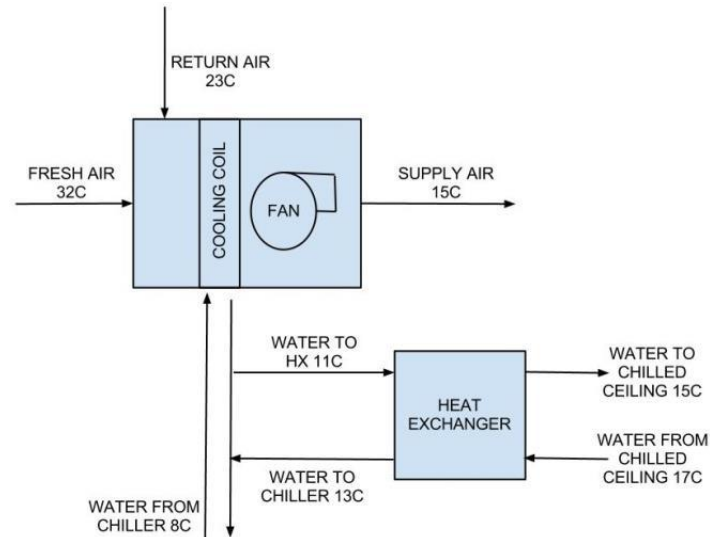 RETURN AIR
23C
FRESH AIR
32C
COOLING COIL
FAN
SUPPLY AIR
15C
WATER TO
HX 11C
HEAT
EXCHANGER
WATER TO
CHILLED
CEILING 15C
WATER FROM
CHILLED
CEILING 17C
WATER TO
CHILLER 13C
WATER FROM
CHILLER 8C